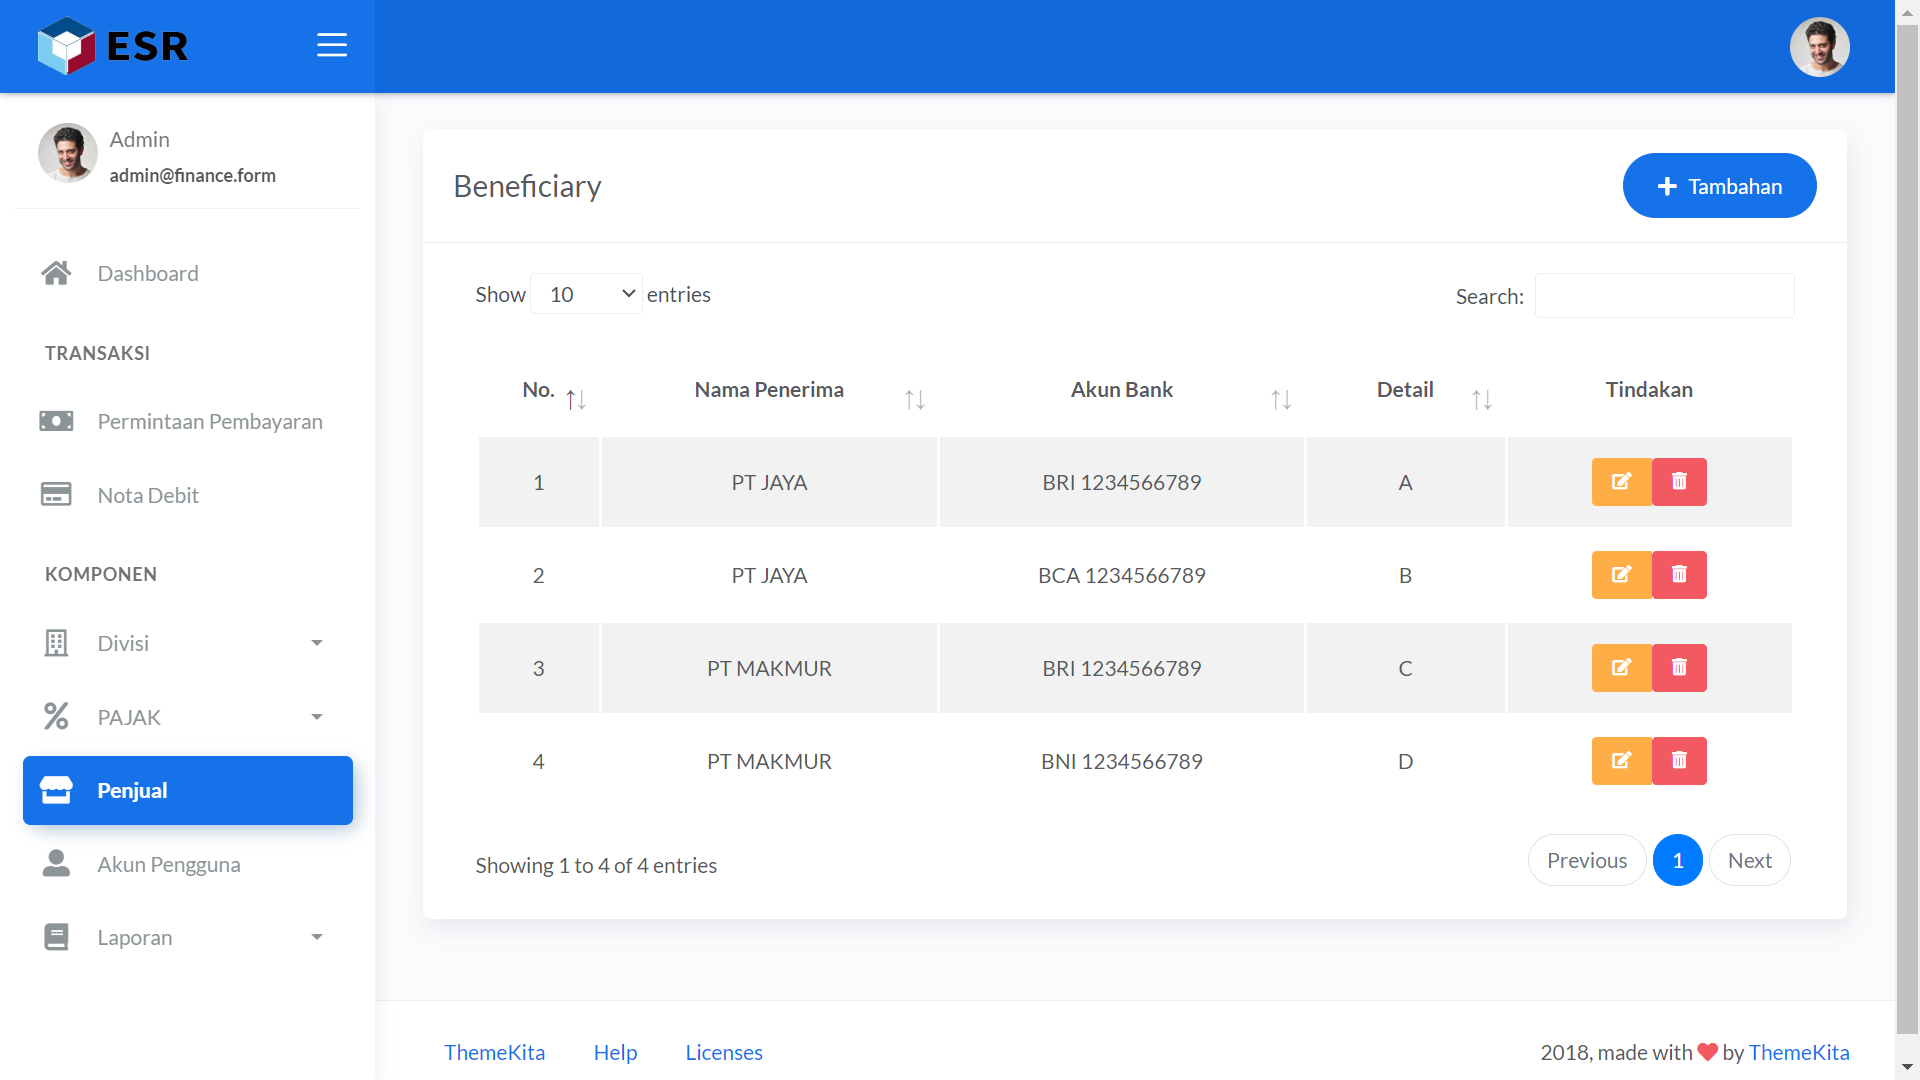 ESR
Admin
admin@finance.form
Dashboard
TRANSAKSI
Permintaan Pembayaran
Nota Debit
KOMPONEN
Divisi
PAJAK
Penjual
Akun Pengguna
Laporan
Beneficiary
Tambahan
Show 10 entries
Search:
No. Nama Penerima Akun Bank Detail Tindakan
1 PT JAYA BRI 1234566789 A
2 PT JAYA BCA 1234566789 B
3 PT MAKMUR BRI 1234566789 C
4 PT MAKMUR BNI 1234566789 D
Showing 1 to 4 of 4 entries
Previous 1 Next
ThemeKita Help Licenses
2018, made with by ThemeKita